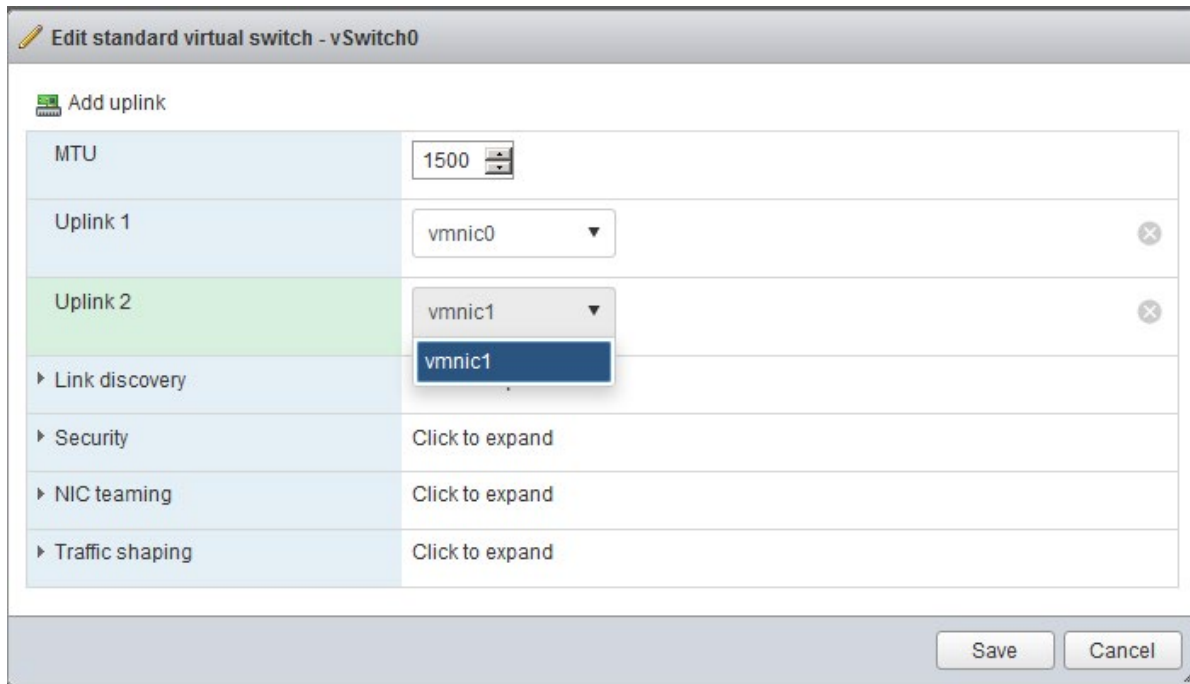 Edit standard virtual switch - vSwitch0
Add uplink
MTU
1500
Uplink 1
vmnic0
Uplink 2
vmnic1
vmnic1
Link discovery
Security
Click to expand
NIC teaming
Click to expand
Traffic shaping
Click to expand
Save
Cancel